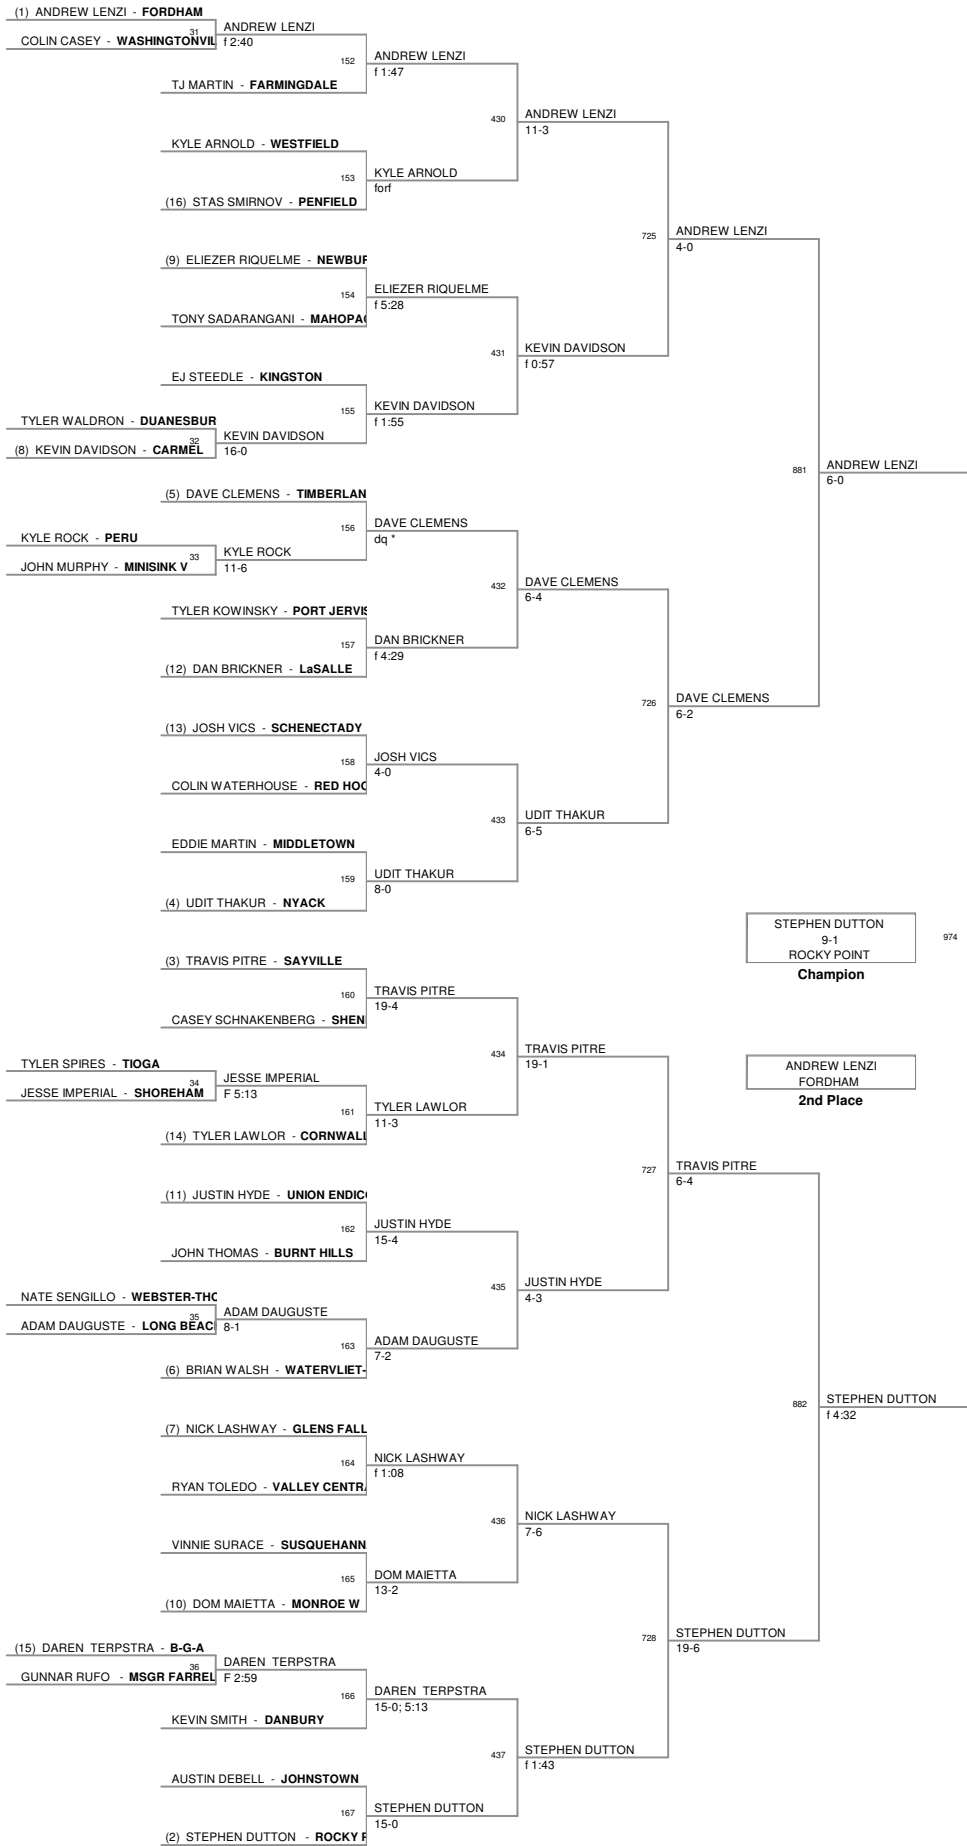 (1) ANDREW LENZI - FORDHAM
31
COLIN CASEY - WASHINGTONVIL
ANDREW LENZI
f 2:40
152
TJ MARTIN - FARMINGDALE
ANDREW LENZI
f 1:47
430
KYLE ARNOLD - WESTFIELD
153
(16) STAS SMIRNOV - PENFIELD
KYLE ARNOLD
forf
ANDREW LENZI
11-3
725
(9) ELIEZER RIQUELME - NEWBUR
154
TONY SADARANGANI - MAHOPAC
ELIEZER RIQUELME
f 5:28
431
EJ STEEDLE - KINGSTON
155
TYLER WALDRON - DUANESBUR
32
(8) KEVIN DAVIDSON - CARMEL
KEVIN DAVIDSON
16-0
KEVIN DAVIDSON
f 1:55
KEVIN DAVIDSON
f 0:57
ANDREW LENZI
4-0
881
ANDREW LENZI
6-0
(5) DAVE CLEMENS - TIMBERLAN
156
KYLE ROCK - PERU
33
JOHN MURPHY - MINISINK V
KYLE ROCK
11-6
DAVE CLEMENS
dq *
432
TYLER KOWINSKY - PORT JERVIS
157
(12) DAN BRICKNER - LaSALLE
DAN BRICKNER
f 4:29
DAVE CLEMENS
6-4
726
DAVE CLEMENS
6-2
(13) JOSH VICS - SCHENECTADY
158
COLIN WATERHOUSE - RED HOO
JOSH VICS
4-0
433
UDIT THAKUR
6-5
EDDIE MARTIN - MIDDLETOWN
159
(4) UDIT THAKUR - NYACK
UDIT THAKUR
8-0
STEPHEN DUTTON
9-1
ROCKY POINT
Champion
974
(3) TRAVIS PITRE - SAYVILLE
160
CASEY SCHNAKENBERG - SHEN
TRAVIS PITRE
19-4
434
TRAVIS PITRE
19-1
ANDREW LENZI
FORDHAM
2nd Place
TYLER SPIRES - TIOGA
34
JESSE IMPERIAL - SHOREHAM
JESSE IMPERIAL
F 5:13
161
(14) TYLER LAWLOR - CORNWALL
TYLER LAWLOR
11-3
727
TRAVIS PITRE
6-4
(11) JUSTIN HYDE - UNION ENDICO
162
JOHN THOMAS - BURNT HILLS
JUSTIN HYDE
15-4
435
JUSTIN HYDE
4-3
NATE SENGILLO - WEBSTER-THO
35
ADAM DAUGUSTE - LONG BEAC
ADAM DAUGUSTE
8-1
163
(6) BRIAN WALSH - WATERVLIET-
ADAM DAUGUSTE
7-2
882
STEPHEN DUTTON
f 4:32
(7) NICK LASHWAY - GLENS FALL
164
RYAN TOLEDO - VALLEY CENTRA
NICK LASHWAY
f 1:08
436
NICK LASHWAY
7-6
VINNIE SURACE - SUSQUEHANN
165
(10) DOM MAIETTA - MONROE W
DOM MAIETTA
13-2
728
STEPHEN DUTTON
19-6
(15) DAREN TERPSTRA - B-G-A
36
GUNNAR RUFO - MSGR FARREL
DAREN TERPSTRA
F 2:59
166
KEVIN SMITH - DANBURY
DAREN TERPSTRA
15-0; 5:13
437
STEPHEN DUTTON
f 1:43
AUSTIN DEBELL - JOHNSTOWN
167
(2) STEPHEN DUTTON - ROCKY P
STEPHEN DUTTON
15-0